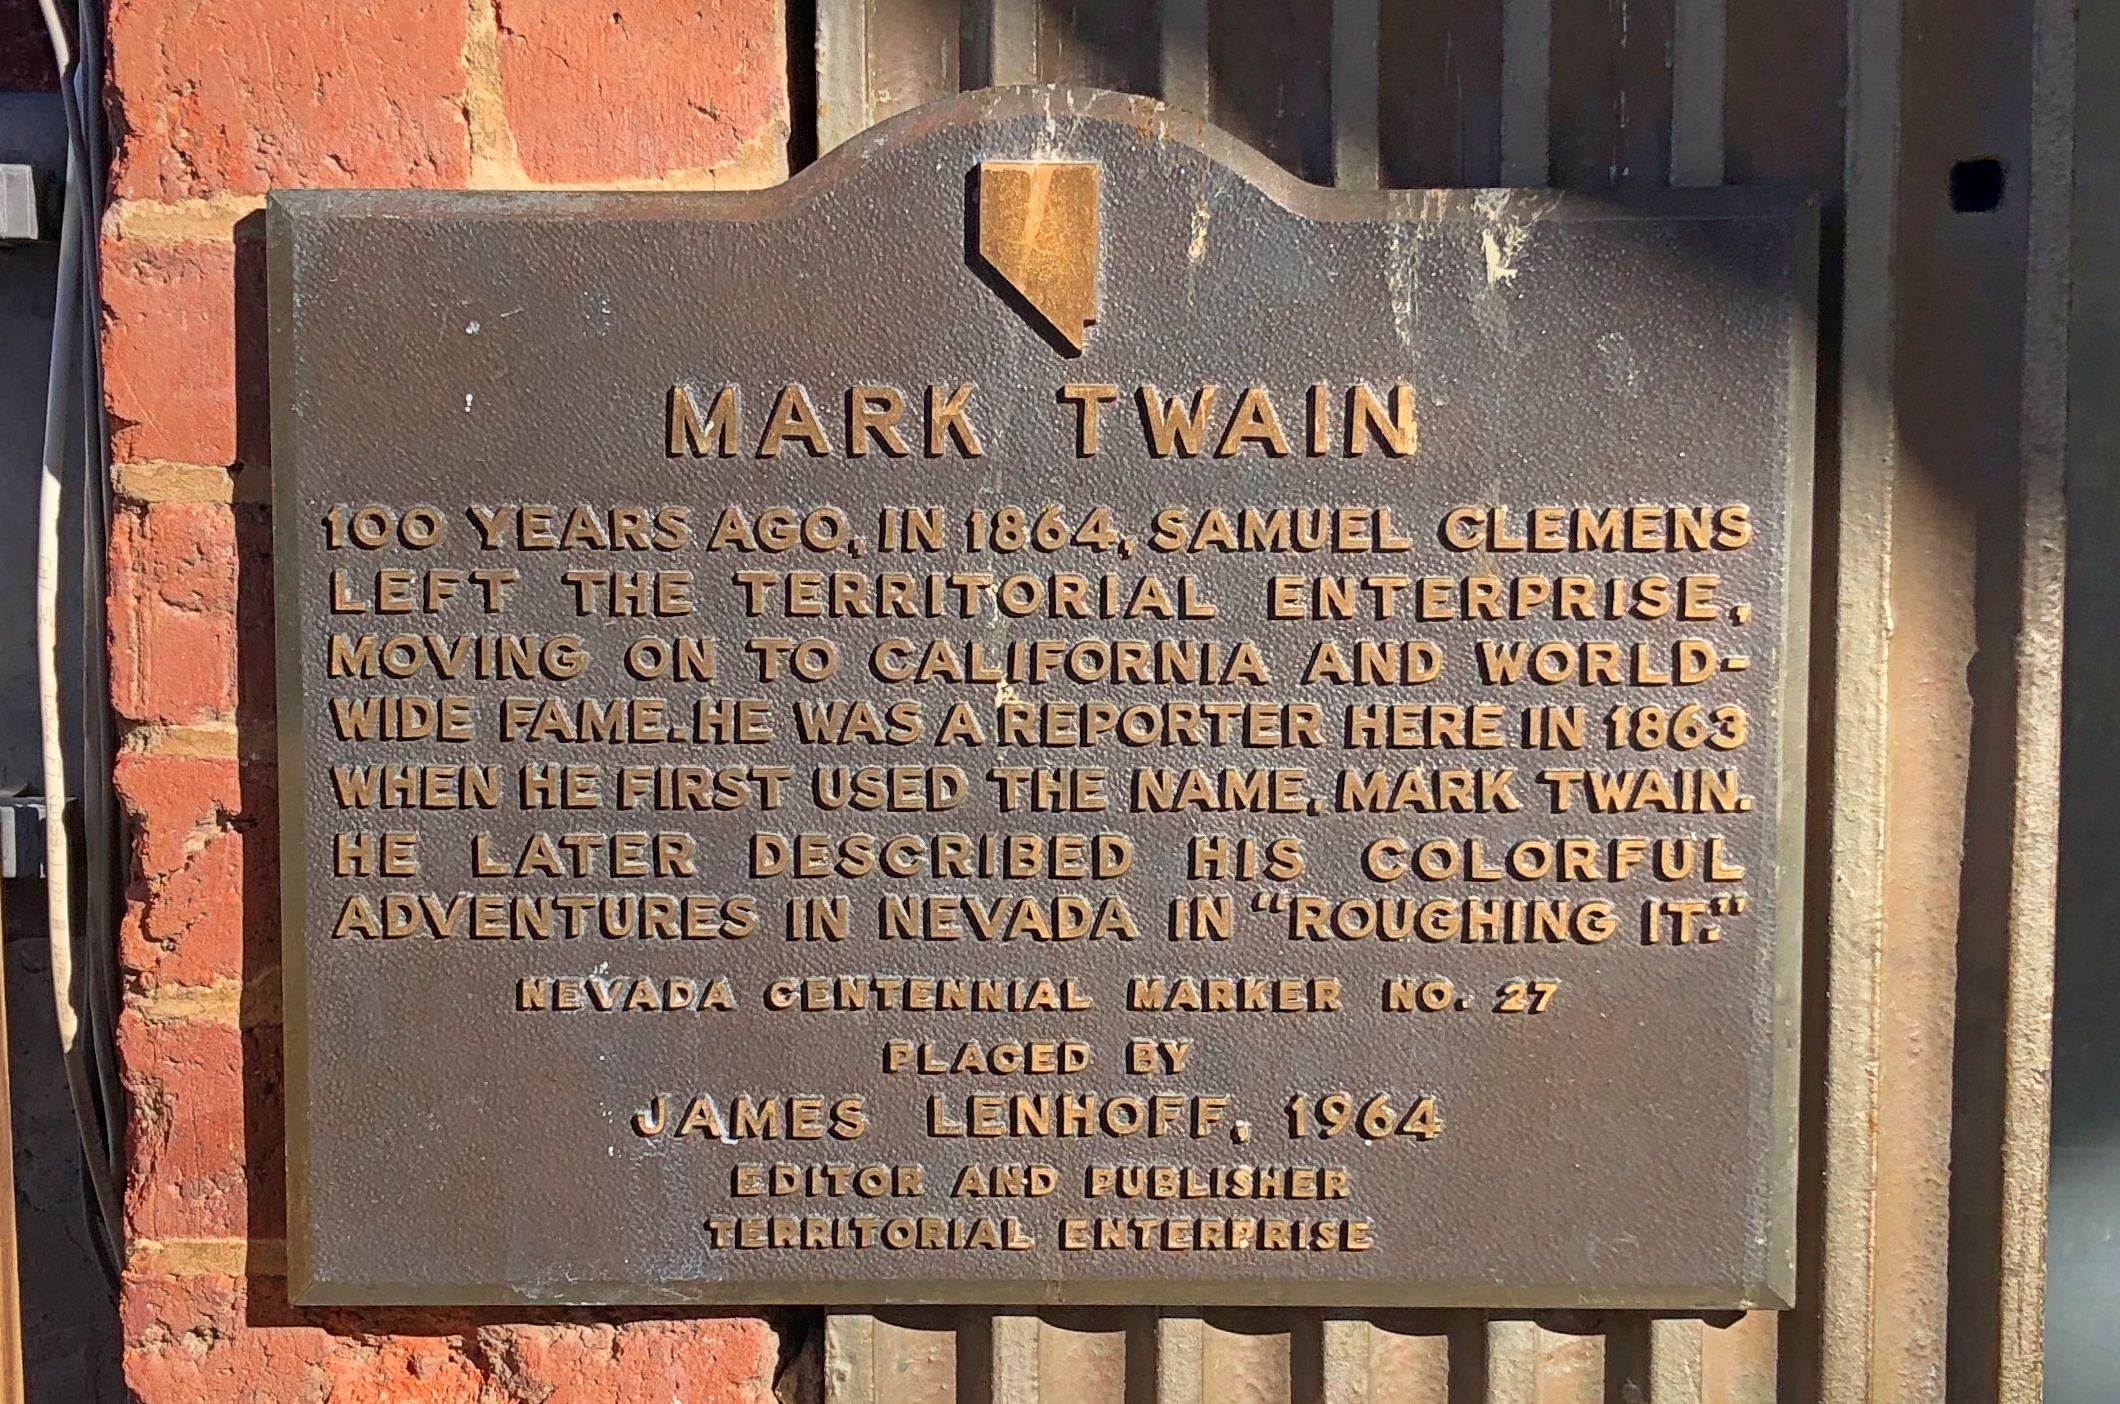 MARK TWAIN
100 YEARS AGO, IN 1864, SAMUEL CLEMENS
LEFT THE TERRITORIAL ENTERPRISE,
MOVING ON TO CALIFORNIA AND WORLD-
WIDE FAME. HE WAS A REPORTER HERE IN 1863
WHEN HE FIRST USED THE NAME, MARK TWAIN.
HE LATER DESCRIBED HIS COLORFUL
ADVENTURES IN NEVADA IN "ROUGHING IT."
NEVADA CENTENNIAL MARKER NO. 27
PLACED BY
JAMES LENHOFF, 1964
EDITOR AND PUBLISHER
TERRITORIAL ENTERPRISE